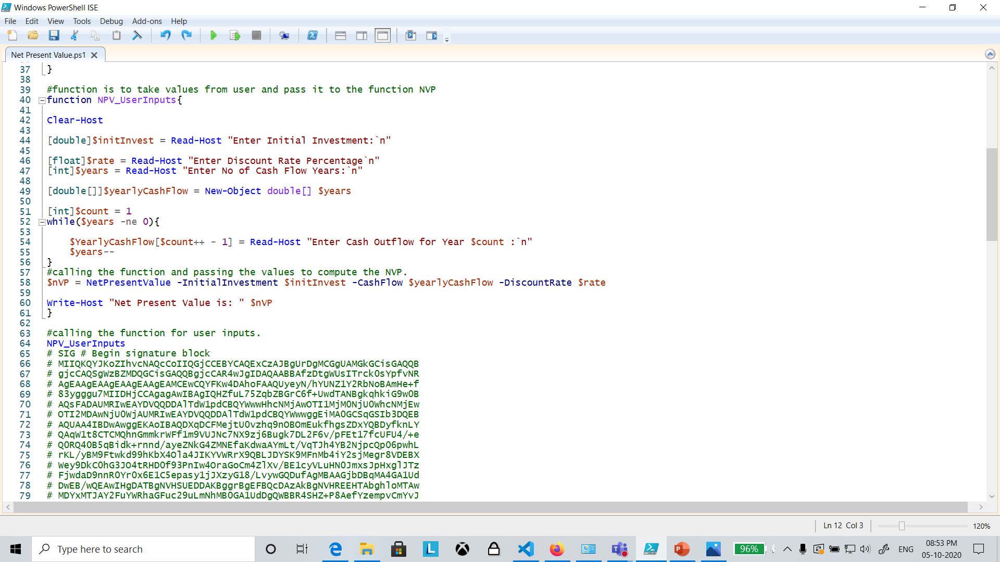 Windows PowerShell ISE
File Edit View Tools Debug Add-ons Help
Net Present Value.ps1
37 }
38
39 #function is to take values from user and pass it to the function NVP
40 function NPV_UserInputs{
41
42 Clear-Host
43
44 [double]$initInvest = Read-Host "Enter Initial Investment:`n"
45
46 [float]$rate = Read-Host "Enter Discount Rate Percentage`n"
47 [int]$years = Read-Host "Enter No of Cash Flow Years:`n"
48
49 [double[]]$yearlyCashFlow = New-Object double[] $years
50
51 [int]$count = 1
52 while($years -ne 0){
53
54 $YearlyCashFlow[$count++ - 1] = Read-Host "Enter Cash Outflow for Year $count :`n"
55 $years--
56 }
57 #calling the function and passing the values to compute the NVP.
58 $nVP = NetPresentValue -InitialInvestment $initInvest -CashFlow $yearlyCashFlow -DiscountRate $rate
59
60 Write-Host "Net Present Value is: " $nVP
61 }
62
63 #calling the function for user inputs.
64 NPV_UserInputs
65 # SIG # Begin signature block
66 # MIIQKQYJKoZIhvcNAQcCoIIQGjCCEBYCAQExCzAJBgUrDgMCGgUAMGkGCisGAQQB
67 # gjcCAQSgWzBZMDQGCisGAQQBgjcCAR4wJgIDAQAABBAfzDtgWUsITrck0sYpfvNR
68 # AgEAAgEAAgEAAgEAAgEAMCEwCQYFKw4DAhoFAAQUyeyN/hYUNZ1Y2RbNoBAmHe+f
69 # 83ygggu7MIIDHjCCAgagAwIBAgIQHZfuL75ZqbZBGrC6f+UwdTANBgkqhkiG9w0B
70 # AQsFADAUMRIwEAYDVQQDDAlTdW1pdCBQYWwwHhcNMjAwOTI1MjM0NjU0WhcNMjEw
71 # OTI2MDAwNjU0WjAUMRIwEAYDVQQDDAlTdW1pdCBQYWwwggEiMA0GCSqGSIb3DQEB
72 # AQUAA4IBDwAwggEKAoIBAQDXqDCFMejtU0vzhq9nOBOmEukfhgsZDxYQBDyfknLY
73 # QAqW1t8CTCMQhnGmmkrWFf1m9VUJNc7NX9zj6Bugk7DL2F6v/pFEt17fcUFU4/+e
74 # Q0RQ40B5qBidk+rnnd/ayeZNkG4ZMNEfaKdwaAYmLt/VqTJh4YB2NjpcQp06pwhL
75 # rKL/yBM9Ftwkd99hKbX4Ola4JIKYVWRrX9QBLJDYSK9MFnMb4iY2sjMegr8VDEBX
76 # Wey9DkC0hG3JO4tRHD0f93PnIw4OraGoCm4ZlXv/BE1cyVLuHN0JmxsJpHxglJTz
77 # FjwdaD9nnR0Yr0x6E1C5epasy1jJXzyG18/LvywGQDufAgMBAAGjbDBqMA4GA1Ud
78 # DwEB/wQEAwIHgDATBgNVHSUEDDAKBggrBgEFBQcDAzAkBgNVHREEHTAbghloMTAw
79 # MDYxMTJAY2FuYWRhaGFuc29uLmNhMB0GA1UdDgQWBBR4SHZ+P8AefYzempvCmYvJ
Ln 12 Col 3
120%
Type here to search
96%
ENG
08:53 PM
05-10-2020